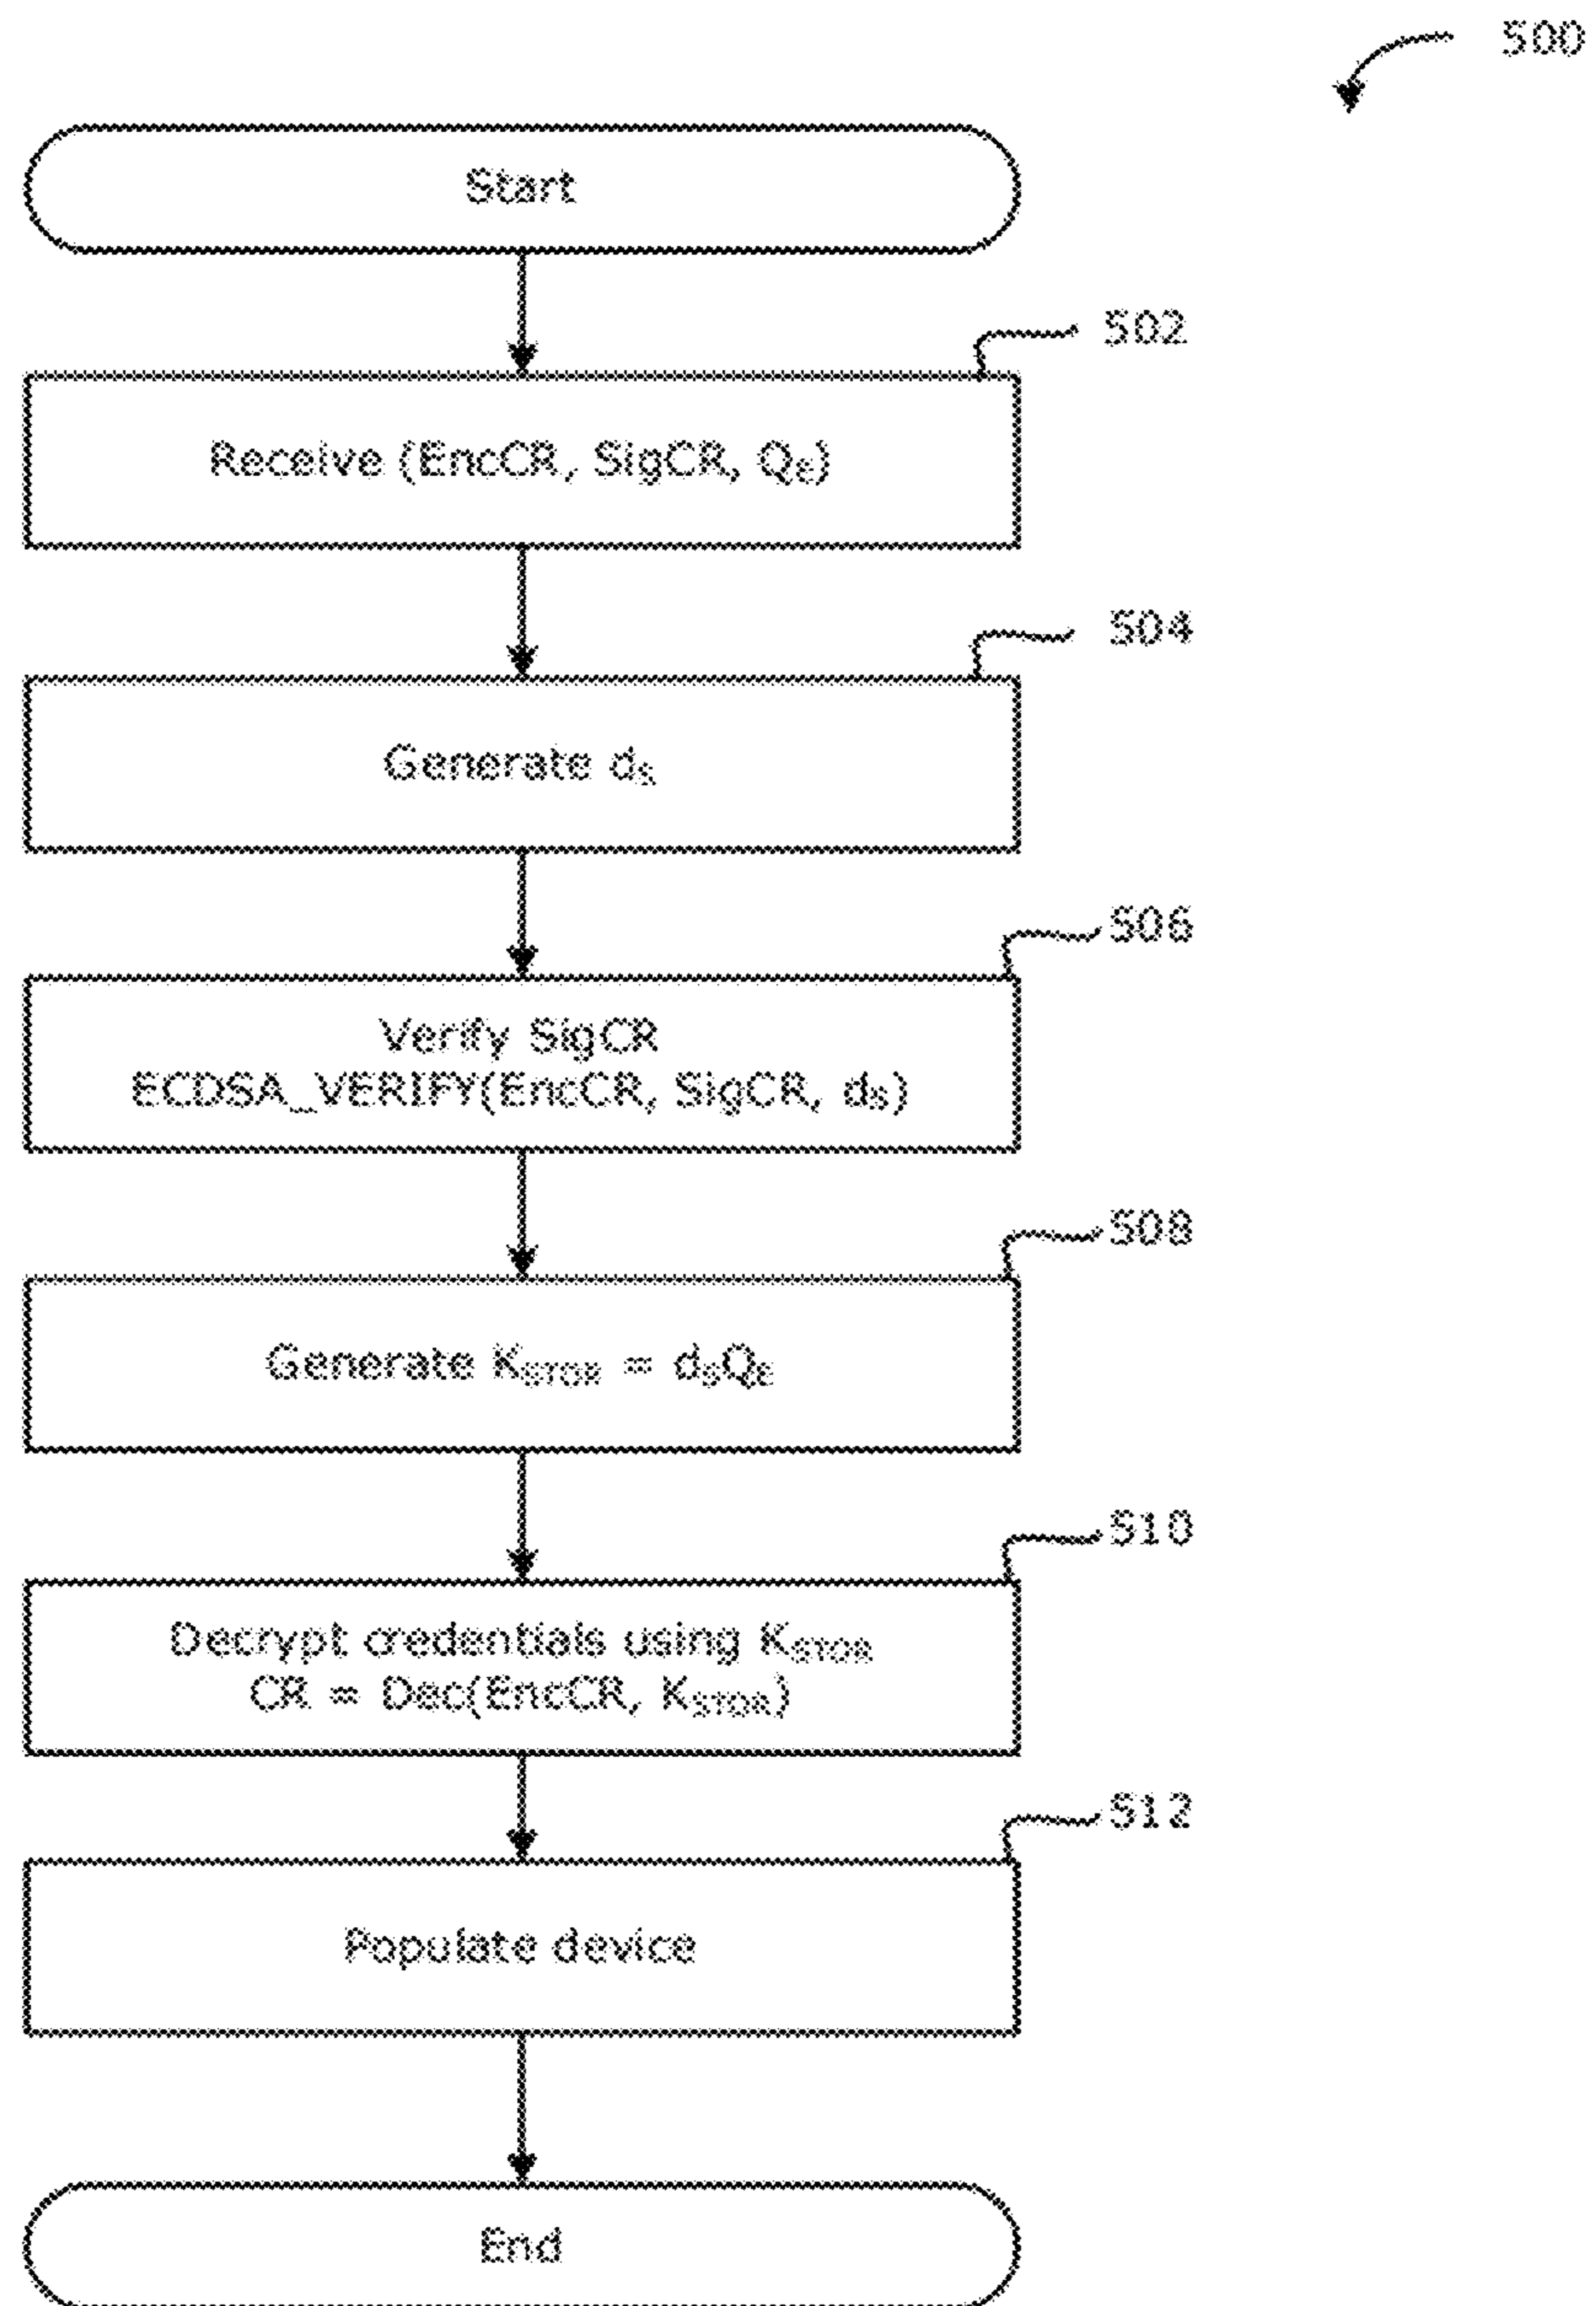 500
Start
502
Receive (EncCR, SigCR, QE)
504
Generate dS
506
Verify SigCR
ECDSA_VERIFY(EncCR, SigCR, dS)
508
Generate KSTOR = dSQE
510
Decrypt credentials using KSTOR
CR = Dec(EncCR, KSTOR)
512
Populate device
End